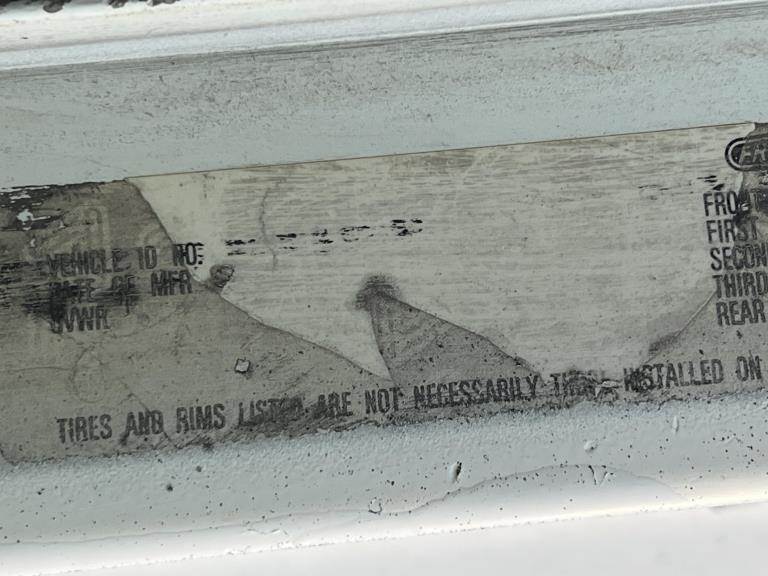 VEHICLE ID NO:
DATE OF MFR
GVWR
FRONT
FIRST
SECON
THIRD
REAR
TIRES AND RIMS LISTED ARE NOT NECESSARILY THOSE INSTALLED ON